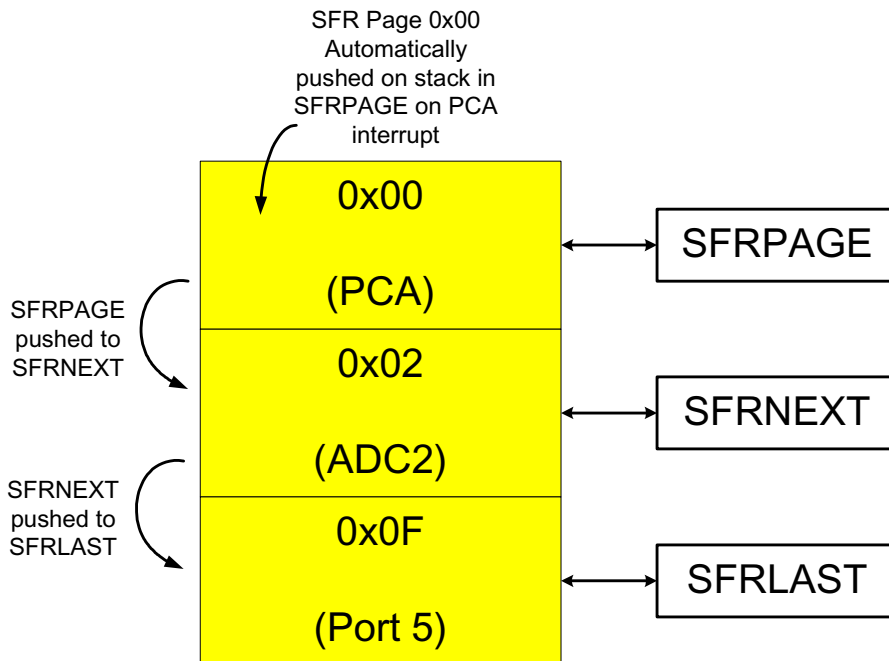 SFR Page 0x00
Automatically
pushed on stack in
SFRPAGE on PCA
interrupt
0x00
(PCA)
SFRPAGE
SFRPAGE
pushed to
SFRNEXT
0x02
(ADC2)
SFRNEXT
SFRNEXT
pushed to
SFRLAST
0x0F
(Port 5)
SFRLAST